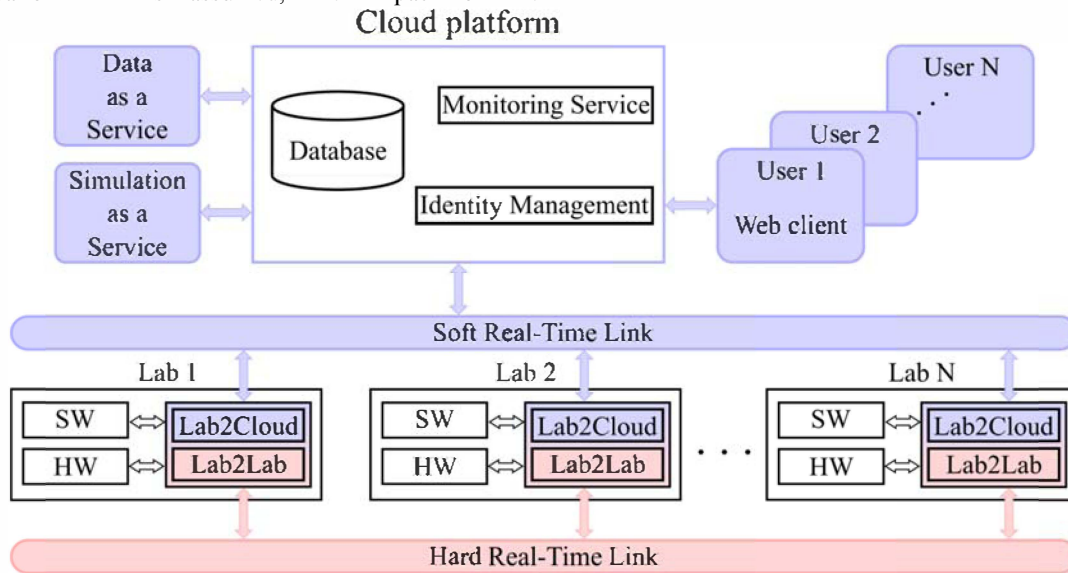 Cloud platform
Data
as a
Service
Simulation
as a
Service
Database
Monitoring Service
Identity Management
User N
User 2
User 1
Web client
Soft Real-Time Link
Lab 1
Lab 2
Lab N
SW
Lab2Cloud
HW
Lab2Lab
SW
Lab2Cloud
HW
Lab2Lab
. . .
SW
Lab2Cloud
HW
Lab2Lab
Hard Real-Time Link